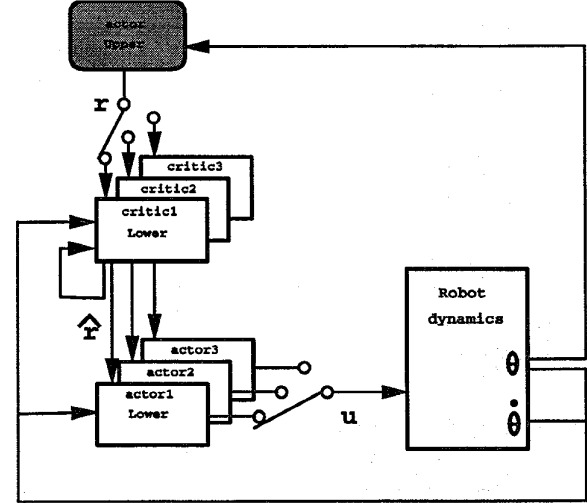 actor
Upper
r
critic3
critic2
critic1
Lower
r̂
actor3
actor2
actor1
Lower
u
Robot
dynamics
θ
θ̇